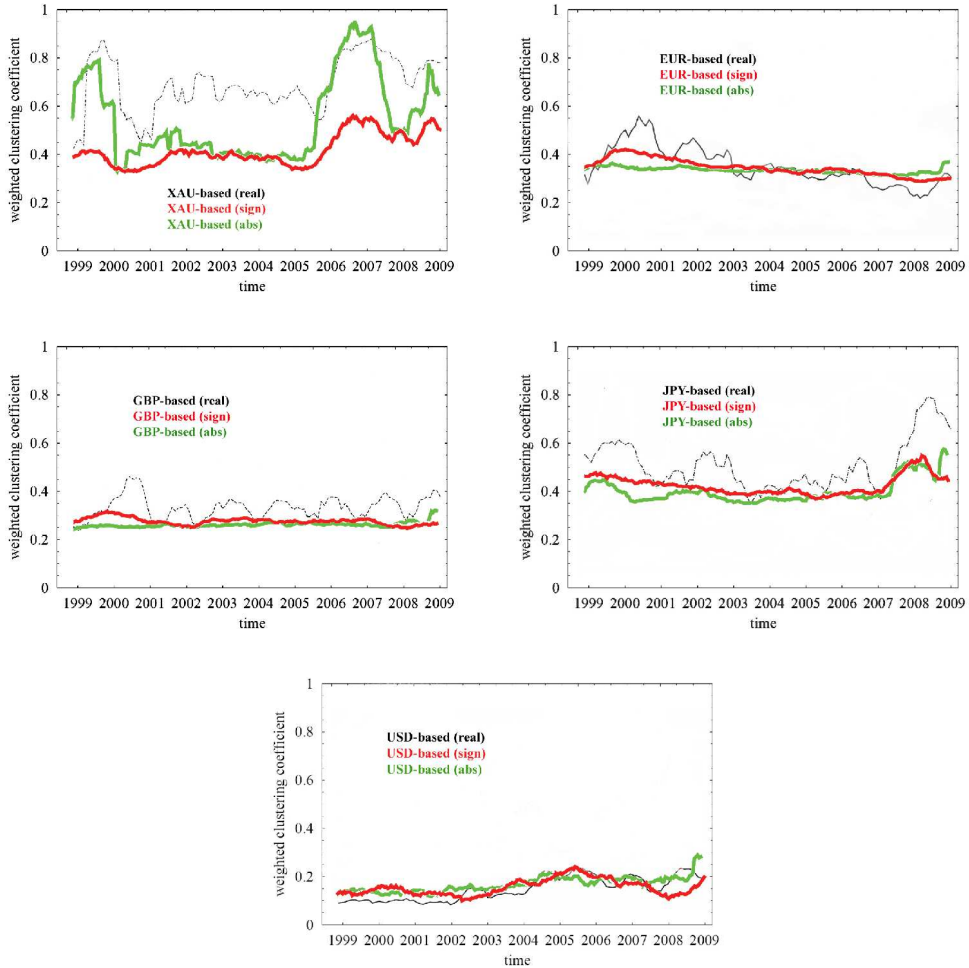 weighted clustering coefficient
1
0.8
0.6
0.4
0.2
0
XAU-based (real)
XAU-based (sign)
XAU-based (abs)
1999 2000 2001 2002 2003 2004 2005 2006 2007 2008 2009
time
weighted clustering coefficient
1
0.8
0.6
0.4
0.2
0
EUR-based (real)
EUR-based (sign)
EUR-based (abs)
1999 2000 2001 2002 2003 2004 2005 2006 2007 2008 2009
time
weighted clustering coefficient
1
0.8
0.6
0.4
0.2
0
GBP-based (real)
GBP-based (sign)
GBP-based (abs)
1999 2000 2001 2002 2003 2004 2005 2006 2007 2008 2009
time
weighted clustering coefficient
1
0.8
0.6
0.4
0.2
0
JPY-based (real)
JPY-based (sign)
JPY-based (abs)
1999 2000 2001 2002 2003 2004 2005 2006 2007 2008 2009
time
weighted clustering coefficient
1
0.8
0.6
0.4
0.2
0
USD-based (real)
USD-based (sign)
USD-based (abs)
1999 2000 2001 2002 2003 2004 2005 2006 2007 2008 2009
time